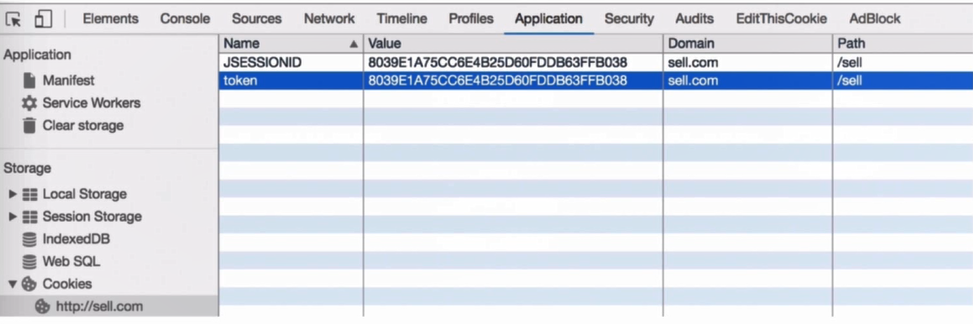 Elements Console Sources Network Timeline Profiles Application Security Audits EditThisCookie AdBlock
Application
Manifest
Service Workers
Clear storage
Storage
Local Storage
Session Storage
IndexedDB
Web SQL
Cookies
http://sell.com
Name Value Domain Path
JSESSIONID 8039E1A75CC6E4B25D60FDDB63FFB038 sell.com /sell
token 8039E1A75CC6E4B25D60FDDB63FFB038 sell.com /sell